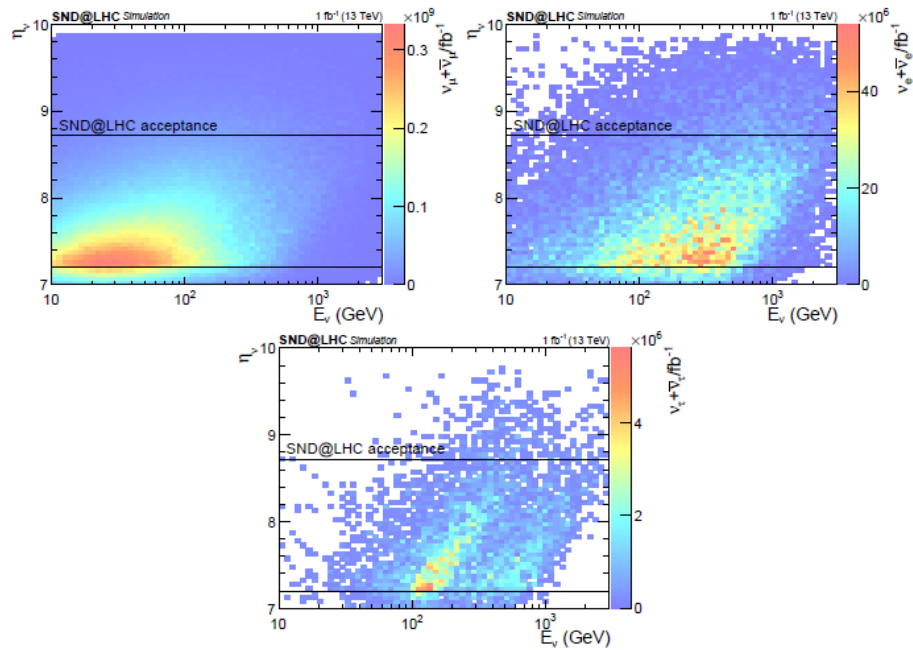 SND@LHC Simulation 1 fb⁻¹ (13 TeV)
η_ν 10 9 8 7
SND@LHC acceptance
10 10² 10³
E_ν (GeV)
0.3 0.2 0.1 0
×10⁹
ν_μ+ν̄_μ/fb⁻¹
SND@LHC Simulation 1 fb⁻¹ (13 TeV)
η_ν 10 9 8 7
SND@LHC acceptance
10 10² 10³
E_ν (GeV)
40 20 0
×10⁶
ν_e+ν̄_e/fb⁻¹
SND@LHC Simulation 1 fb⁻¹ (13 TeV)
η_ν 10 9 8 7
SND@LHC acceptance
10 10² 10³
E_ν (GeV)
4 2 0
×10⁶
ν_τ+ν̄_τ/fb⁻¹